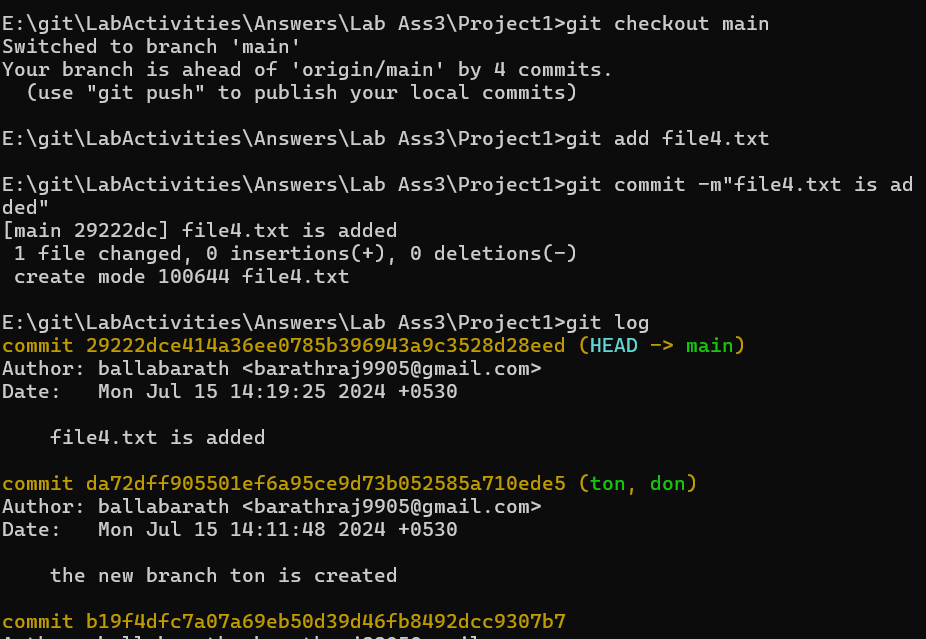 E:\git\LabActivities\Answers\Lab Ass3\Project1>git checkout main
Switched to branch 'main'
Your branch is ahead of 'origin/main' by 4 commits.
  (use "git push" to publish your local commits)
E:\git\LabActivities\Answers\Lab Ass3\Project1>git add file4.txt
E:\git\LabActivities\Answers\Lab Ass3\Project1>git commit -m"file4.txt is ad
ded"
[main 29222dc] file4.txt is added
 1 file changed, 0 insertions(+), 0 deletions(-)
 create mode 100644 file4.txt
E:\git\LabActivities\Answers\Lab Ass3\Project1>git log
commit 29222dce414a36ee0785b396943a9c3528d28eed (HEAD -> main)
Author: ballabarath <barathraj9905@gmail.com>
Date:   Mon Jul 15 14:19:25 2024 +0530
    file4.txt is added
commit da72dff905501ef6a95ce9d73b052585a710ede5 (ton, don)
Author: ballabarath <barathraj9905@gmail.com>
Date:   Mon Jul 15 14:11:48 2024 +0530
    the new branch ton is created
commit b19f4dfc7a07a69eb50d39d46fb8492dcc9307b7